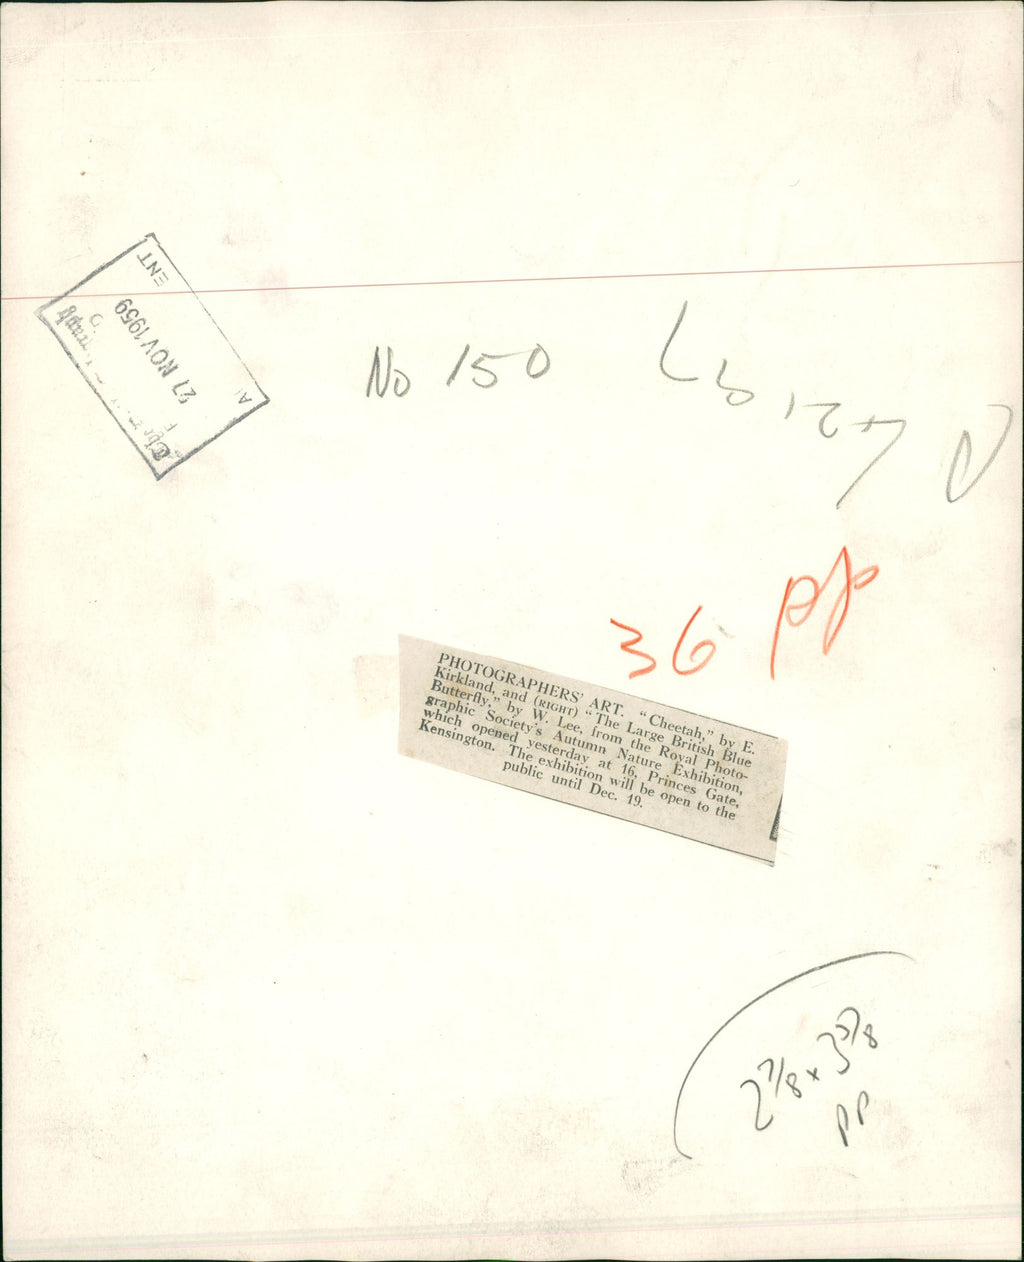 ENT
27 NOV 1959
No 150
36 pp
PHOTOGRAPHERS' ART. "Cheetah," by E.
Kirkland, and (RIGHT) "The Large British Blue
Butterfly," by W. Lee, from the Royal Photo-
graphic Society's Autumn Nature Exhibition,
which opened yesterday at 16, Princes Gate,
Kensington. The exhibition will be open to the
public until Dec. 19.
2 7/8 x 3 5/8
PP